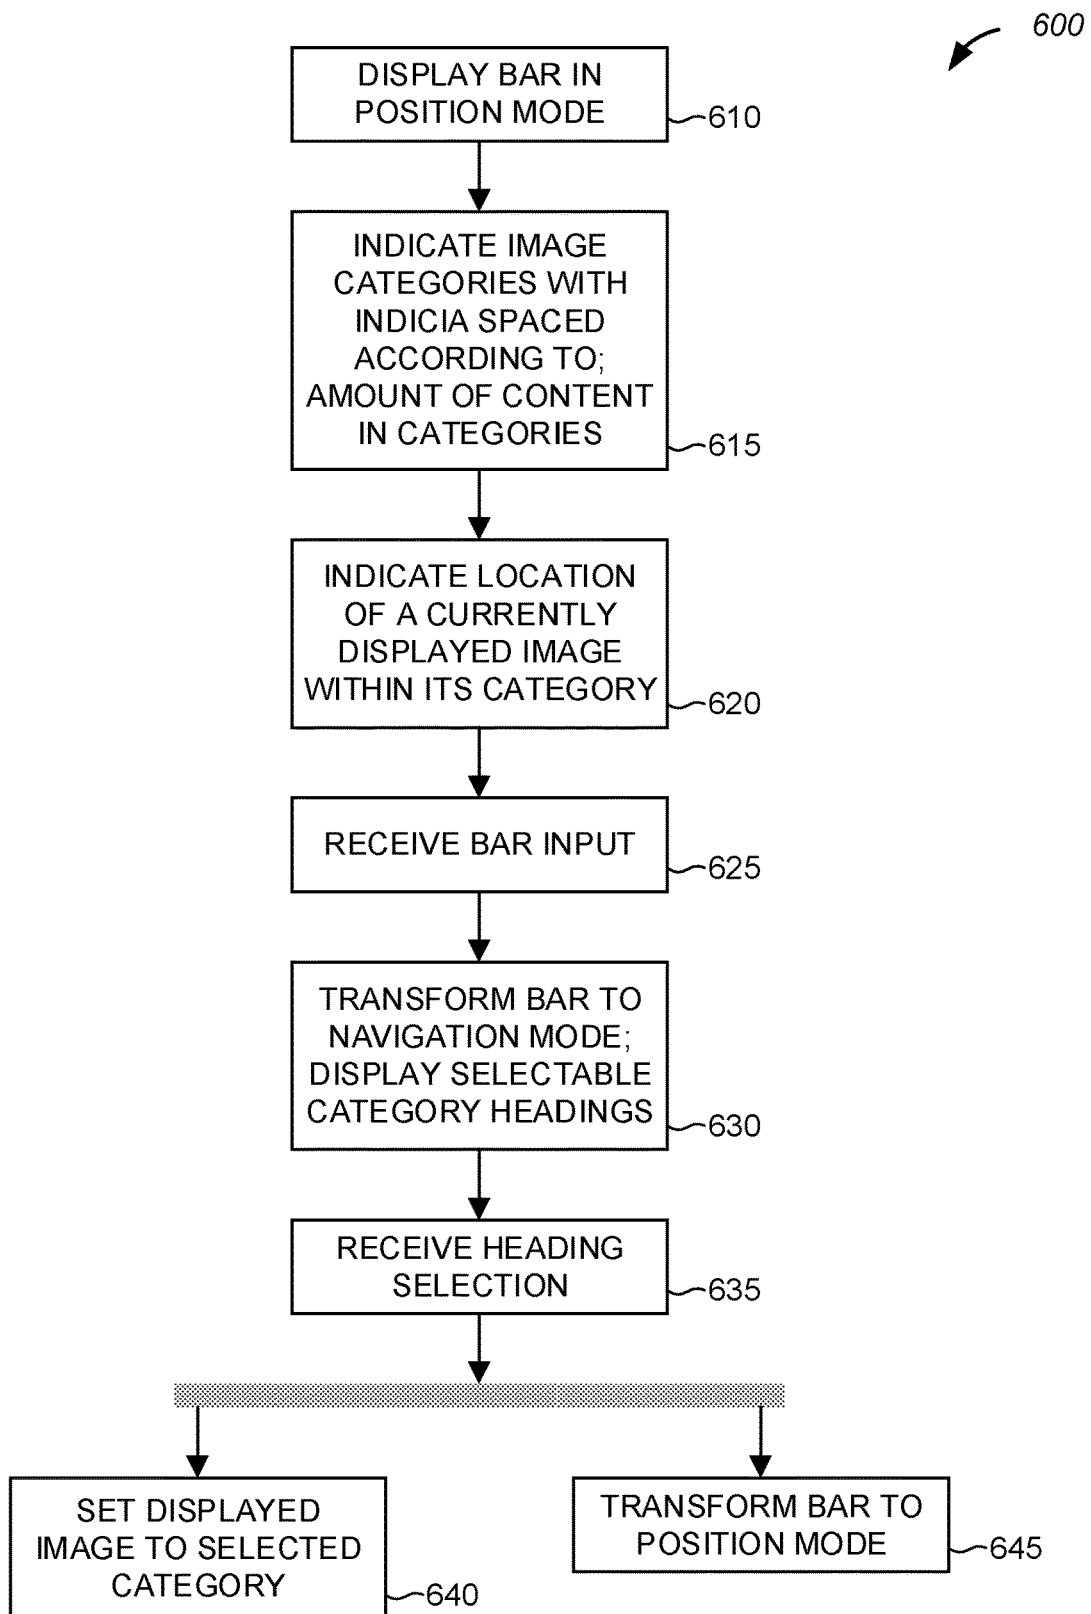 600
DISPLAY BAR IN
POSITION MODE
610
INDICATE IMAGE
CATEGORIES WITH
INDICIA SPACED
ACCORDING TO;
AMOUNT OF CONTENT
IN CATEGORIES
615
INDICATE LOCATION
OF A CURRENTLY
DISPLAYED IMAGE
WITHIN ITS CATEGORY
620
RECEIVE BAR INPUT
625
TRANSFORM BAR TO
NAVIGATION MODE;
DISPLAY SELECTABLE
CATEGORY HEADINGS
630
RECEIVE HEADING
SELECTION
635
SET DISPLAYED
IMAGE TO SELECTED
CATEGORY
640
TRANSFORM BAR TO
POSITION MODE
645